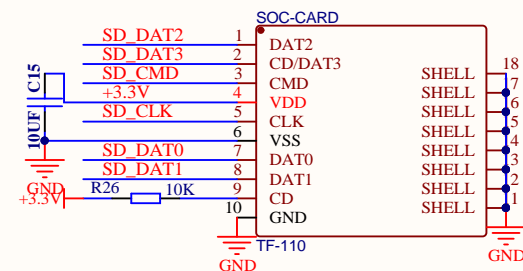 SOC-CARD
SD_DAT2 1 DAT2
SD_DAT3 2 CD/DAT3
SD_CMD 3 CMD
+3.3V 4 VDD
SD_CLK 5 CLK
6 VSS
SD_DAT0 7 DAT0
SD_DAT1 8 DAT1
R26 10K 9 CD
10 GND
C15
10UF
GND
+3.3V
GND
TF-110
SHELL 18
SHELL 7
SHELL 6
SHELL 5
SHELL 4
SHELL 3
SHELL 2
SHELL 1
GND